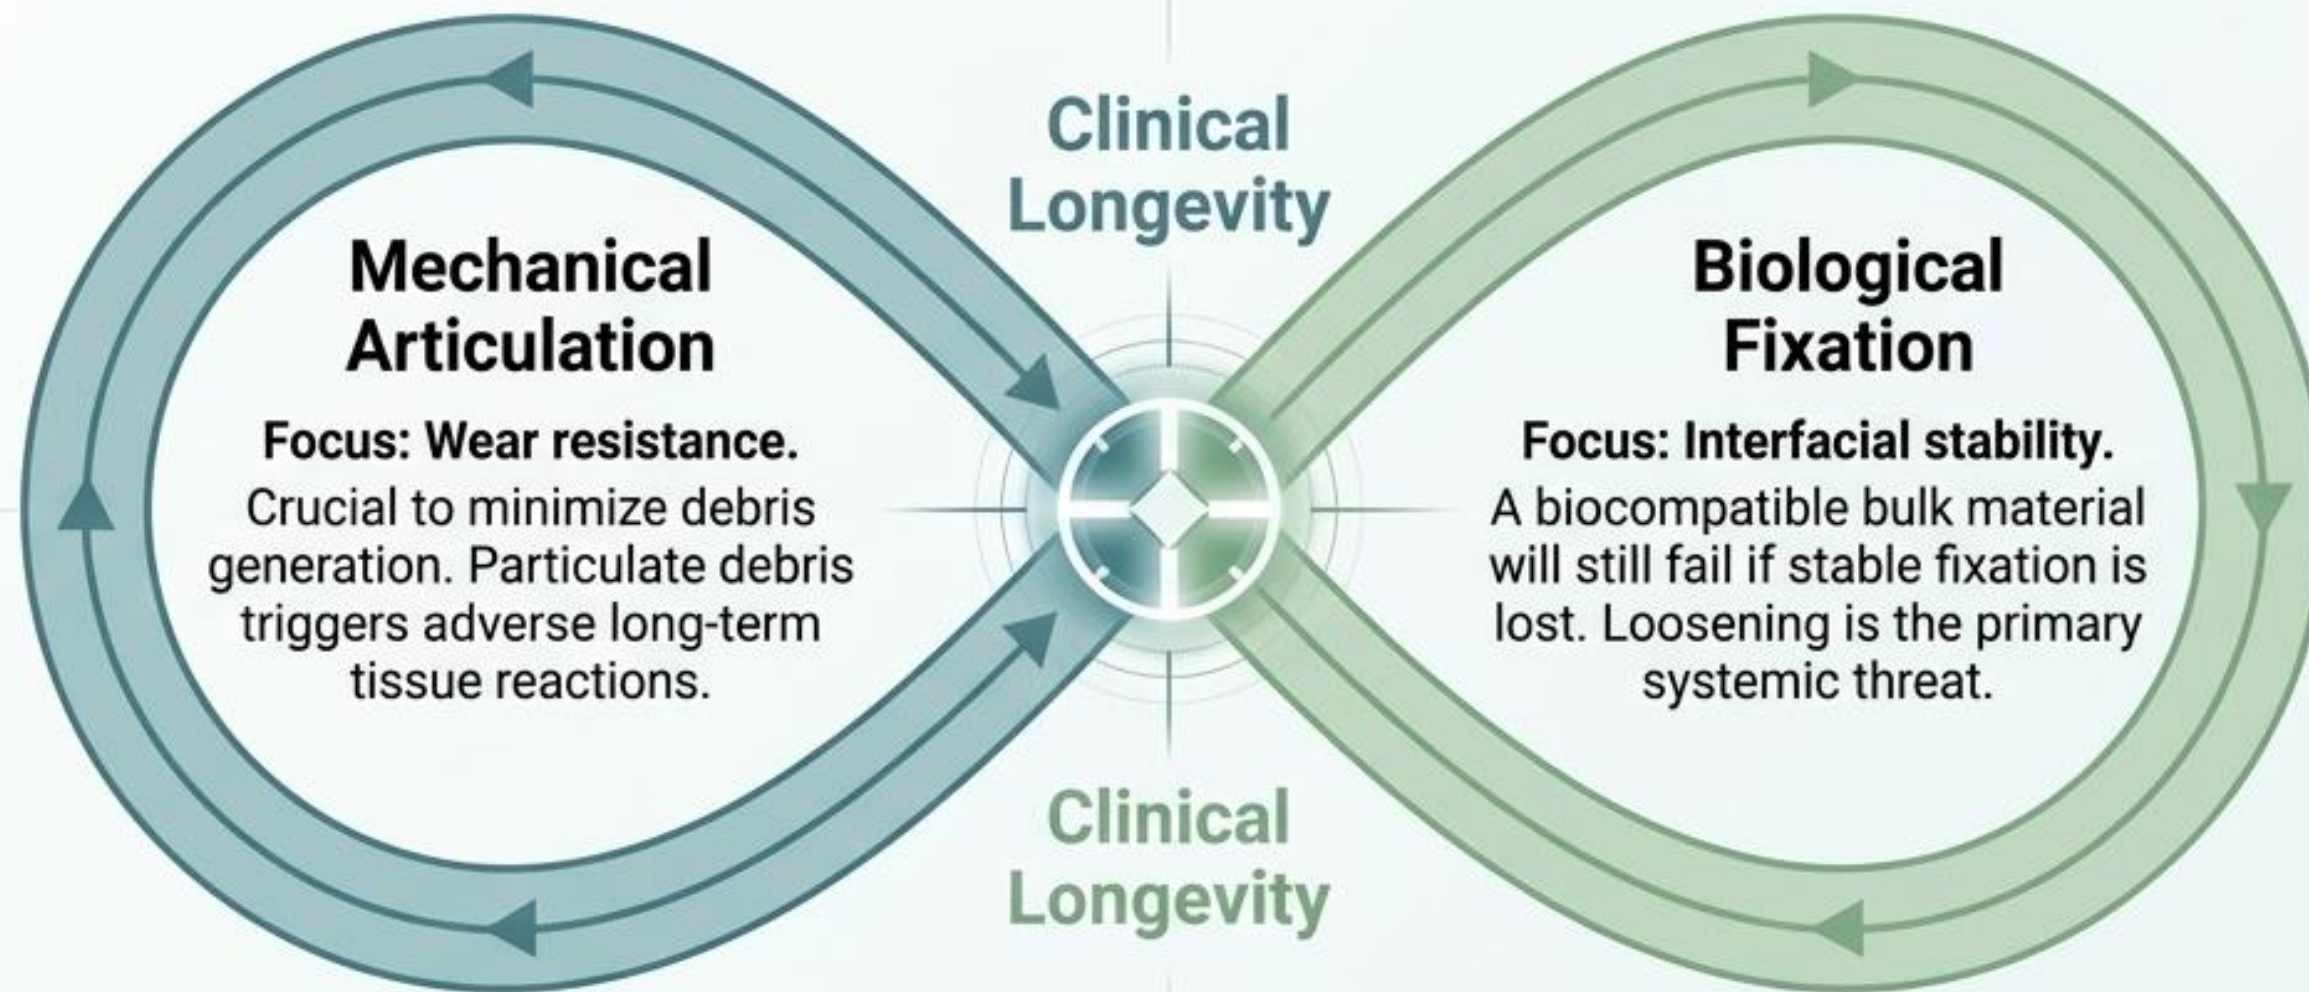 Clinical
Longevity
Mechanical
Articulation
Focus: Wear resistance.
Crucial to minimize debris
generation. Particulate debris
triggers adverse long-term
tissue reactions.
Biological
Fixation
Focus: Interfacial stability.
A biocompatible bulk material
will still fail if stable fixation is
lost. Loosening is the primary
systemic threat.
Clinical
Longevity